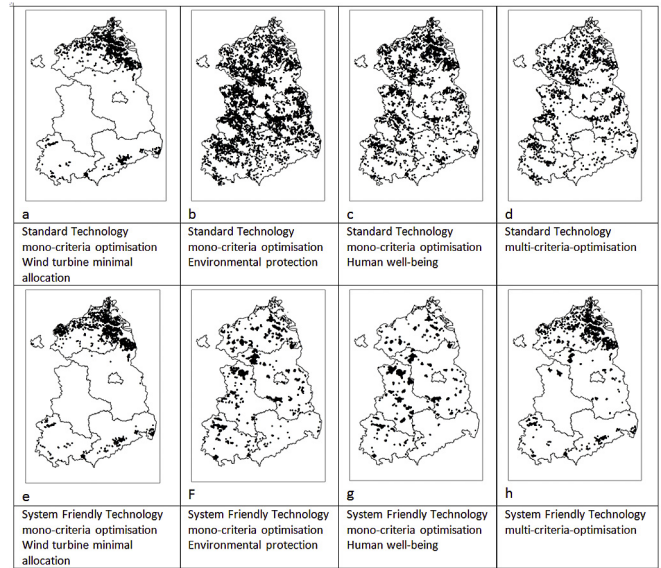 a
b
c
d
Standard Technology
mono-criteria optimisation
Wind turbine minimal
allocation
Standard Technology
mono-criteria optimisation
Environmental protection
Standard Technology
mono-criteria optimisation
Human well-being
Standard Technology
multi-criteria-optimisation
e
F
g
h
System Friendly Technology
mono-criteria optimisation
Wind turbine minimal
allocation
System Friendly Technology
mono-criteria optimisation
Environmental protection
System Friendly Technology
mono-criteria optimisation
Human well-being
System Friendly Technology
multi-criteria-optimisation